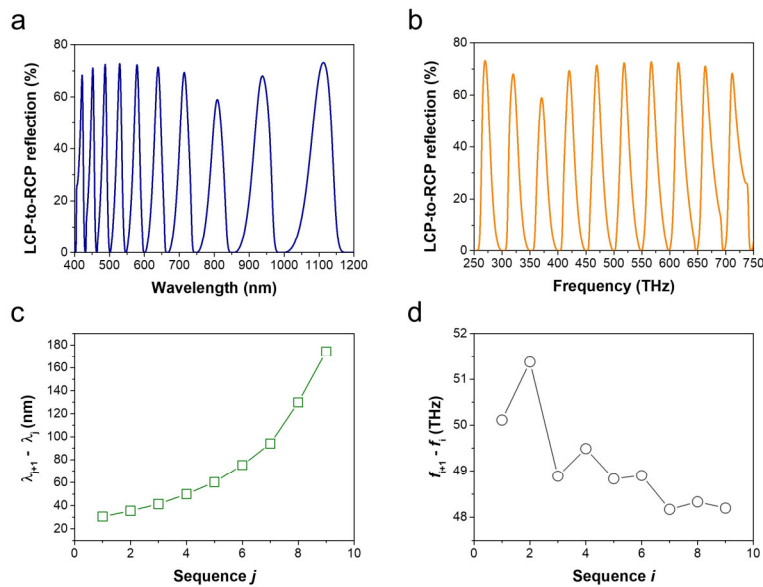 a
b
LCP-to-RCP reflection (%)
80
60
40
20
0
400 500 600 700 800 900 1000 1100 1200
Wavelength (nm)
LCP-to-RCP reflection (%)
80
60
40
20
0
250 300 350 400 450 500 550 600 650 700 750
Frequency (THz)
c
d
λj+1 - λj (nm)
180
160
140
120
100
80
60
40
20
0 2 4 6 8 10
Sequence j
fi+1 - fi (THz)
52
51
50
49
48
0 2 4 6 8 10
Sequence i